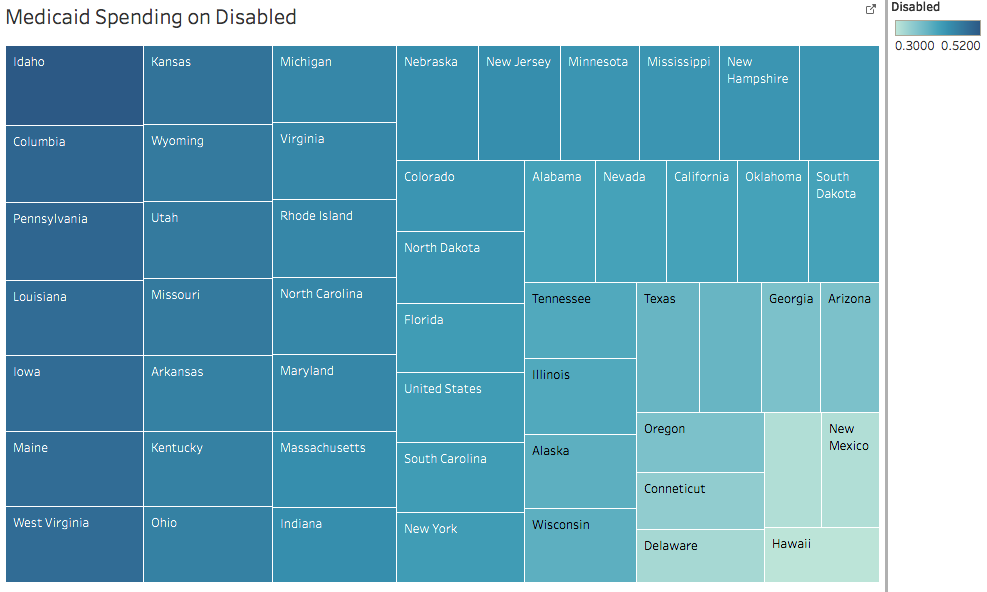 Medicaid Spending on Disabled
Disabled
0.3000 0.5200
Idaho
Columbia
Pennsylvania
Louisiana
Iowa
Maine
West Virginia
Kansas
Wyoming
Utah
Missouri
Arkansas
Kentucky
Ohio
Michigan
Virginia
Rhode Island
North Carolina
Maryland
Massachusetts
Indiana
Nebraska
New Jersey
Minnesota
Mississippi
New
Hampshire
Colorado
North Dakota
Florida
United States
South Carolina
New York
Alabama
Nevada
California
Oklahoma
South
Dakota
Tennessee
Illinois
Alaska
Wisconsin
Texas
Georgia
Arizona
Oregon
Conneticut
Delaware
New
Mexico
Hawaii